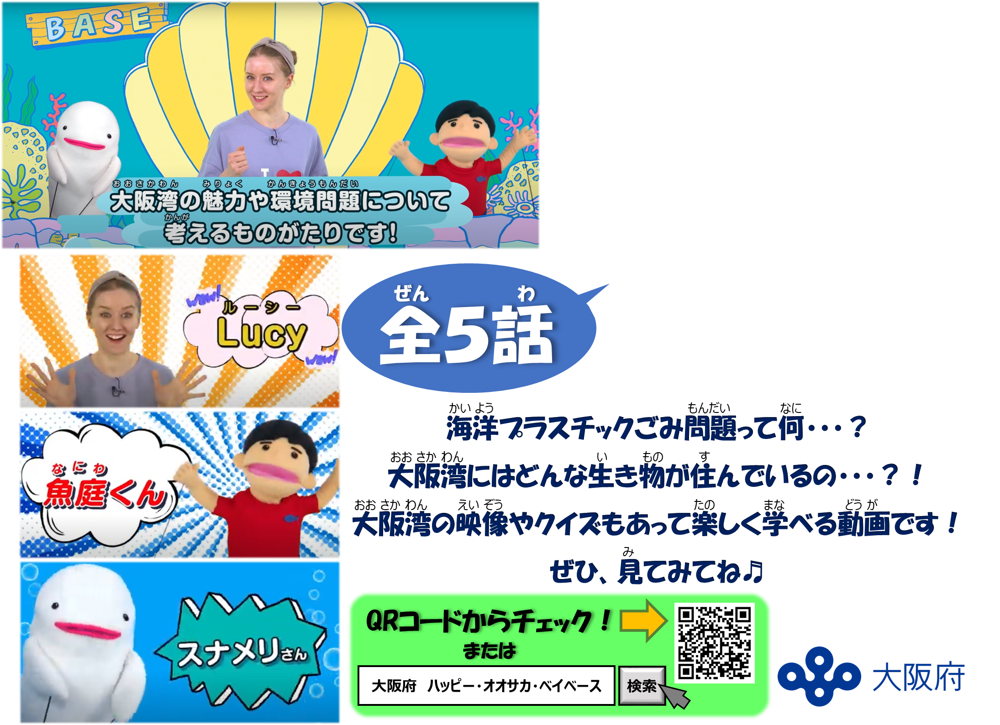 BASE
I
おおさかわん みりょく かんきょうもんだい
大阪湾の魅力や環境問題について
かんが
考えるものがたりです!
wow!
ルーシー
Lucy
wow!
ぜん わ
全5話
なにわ
魚庭くん
スナメリさん
かいよう もんだい なに
海洋プラスチックごみ問題って何・・・？
おおさかわん い もの す
大阪湾にはどんな生き物が住んでいるの・・・？！
おおさかわん えいぞう たの まな どうが
大阪湾の映像やクイズもあって楽しく学べる動画です！
み
ぜひ、見てみてね♬
QRコードからチェック！
または
大阪府 ハッピー・オオサカ・ベイベース
検索
大阪府